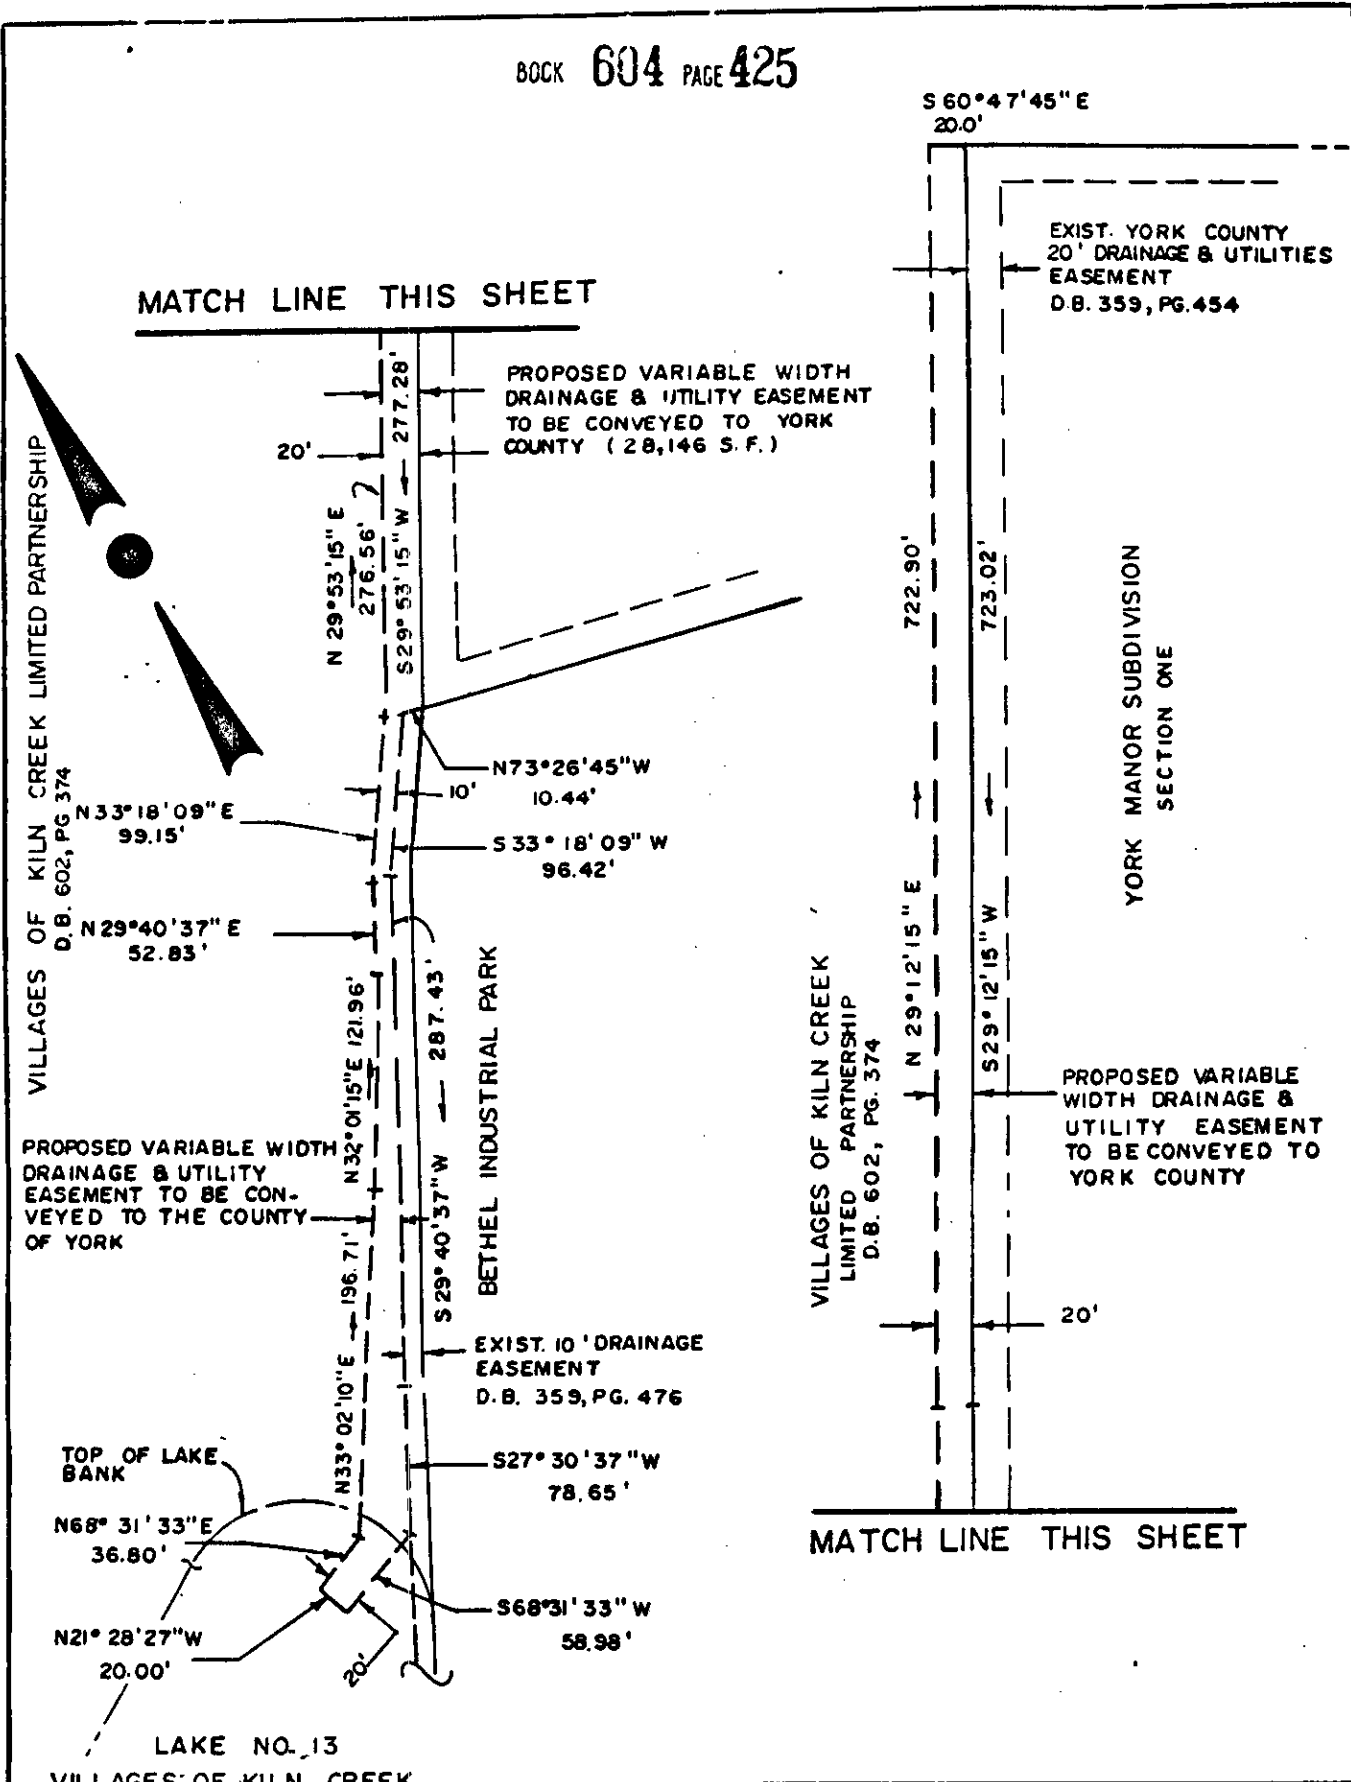 BOCK 604 PAGE 425
S 60°47'45" E
20.0'
EXIST. YORK COUNTY
20' DRAINAGE & UTILITIES
EASEMENT
D.B. 359, PG. 454
MATCH LINE THIS SHEET
PROPOSED VARIABLE WIDTH
DRAINAGE & UTILITY EASEMENT
TO BE CONVEYED TO YORK
COUNTY (28,146 S.F.)
20'
277.28'
S29°53'15" W
N 29°53'15" E
276.56'
VILLAGES OF KILN CREEK LIMITED PARTNERSHIP
D.B. 602, PG 374
N73°26'45"W
10.44'
10'
N33°18'09" E
99.15'
S 33°18'09" W
96.42'
N29°40'37" E
52.83'
N32°01'15"E 121.96'
S 29°40'37"W 287.43'
BETHEL INDUSTRIAL PARK
PROPOSED VARIABLE WIDTH
DRAINAGE & UTILITY
EASEMENT TO BE CON-
VEYED TO THE COUNTY
OF YORK
N33°02'10"E 196.71'
EXIST. 10' DRAINAGE
EASEMENT
D.B. 359, PG. 476
TOP OF LAKE
BANK
S27°30'37"W
78.65'
N68°31'33"E
36.80'
S68°31'33"W
58.98'
N21°28'27"W
20.00'
20'
LAKE NO. 13
VILLAGES OF KILN CREEK
722.90'
723.02'
N 29°12'15" E
S29°12'15" W
YORK MANOR SUBDIVISION
SECTION ONE
VILLAGES OF KILN CREEK
LIMITED PARTNERSHIP
D.B. 602, PG. 374
PROPOSED VARIABLE
WIDTH DRAINAGE &
UTILITY EASEMENT
TO BE CONVEYED TO
YORK COUNTY
20'
MATCH LINE THIS SHEET